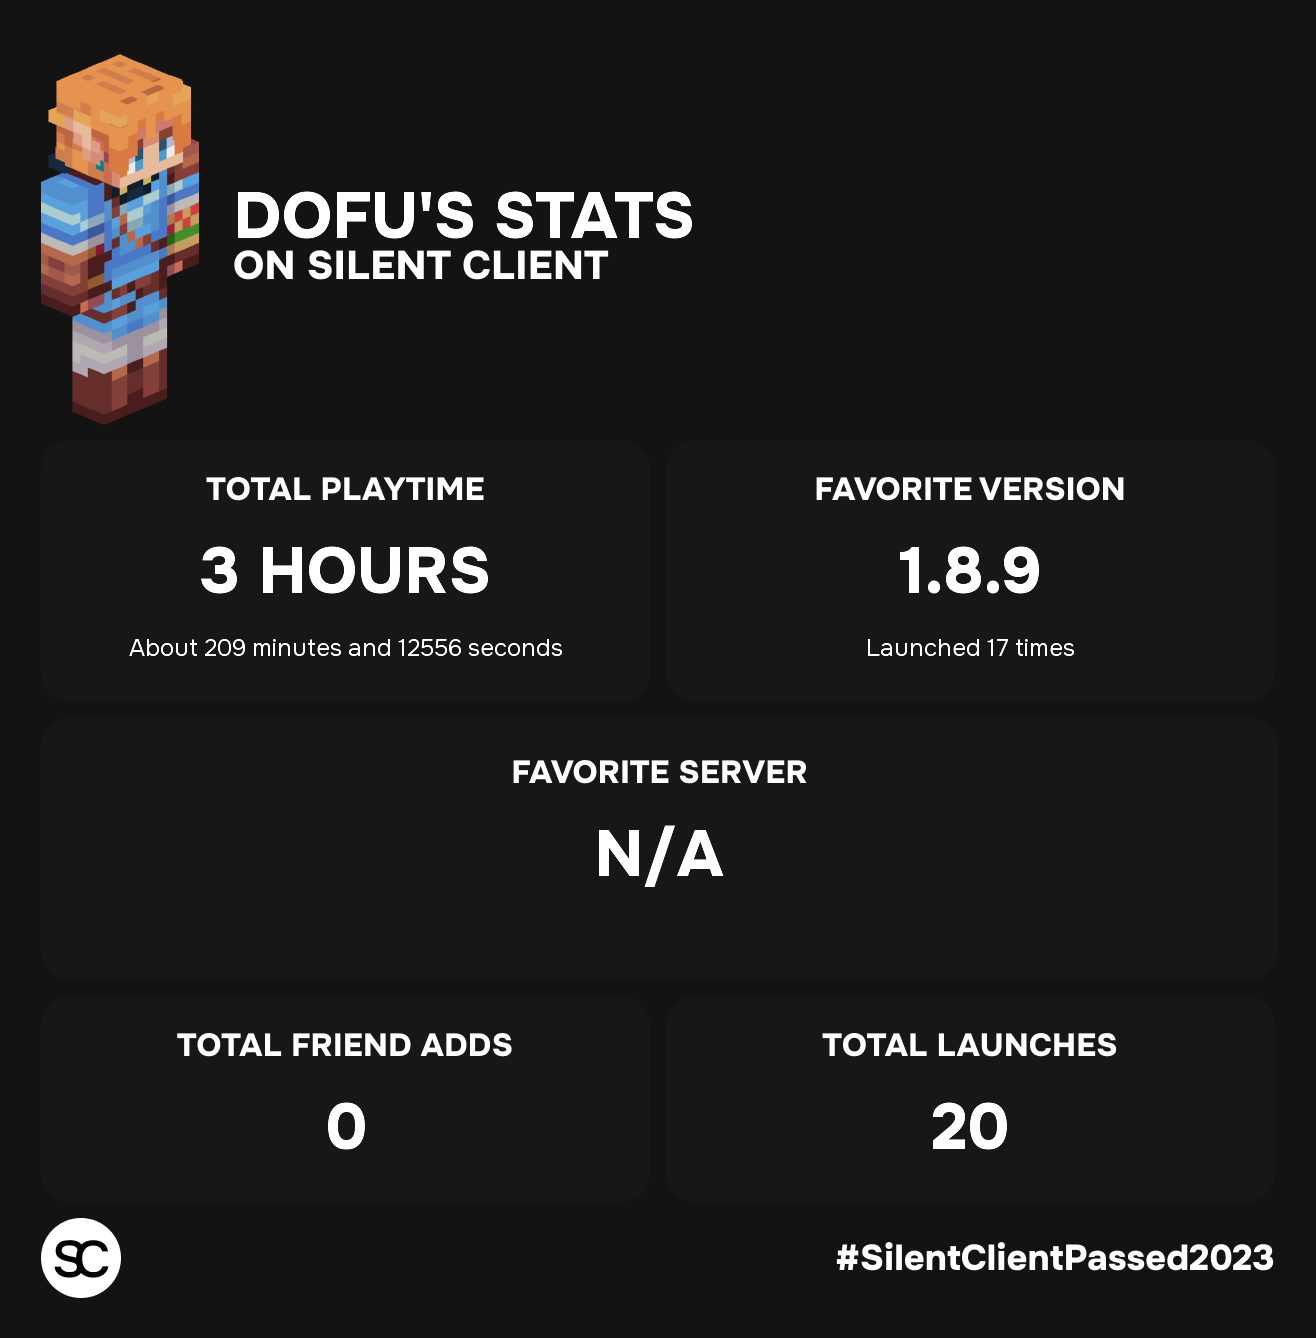 DOFU'S STATS
ON SILENT CLIENT
TOTAL PLAYTIME
3 HOURS
About 209 minutes and 12556 seconds
FAVORITE VERSION
1.8.9
Launched 17 times
FAVORITE SERVER
N/A
TOTAL FRIEND ADDS
0
TOTAL LAUNCHES
20
SC
#SilentClientPassed2023